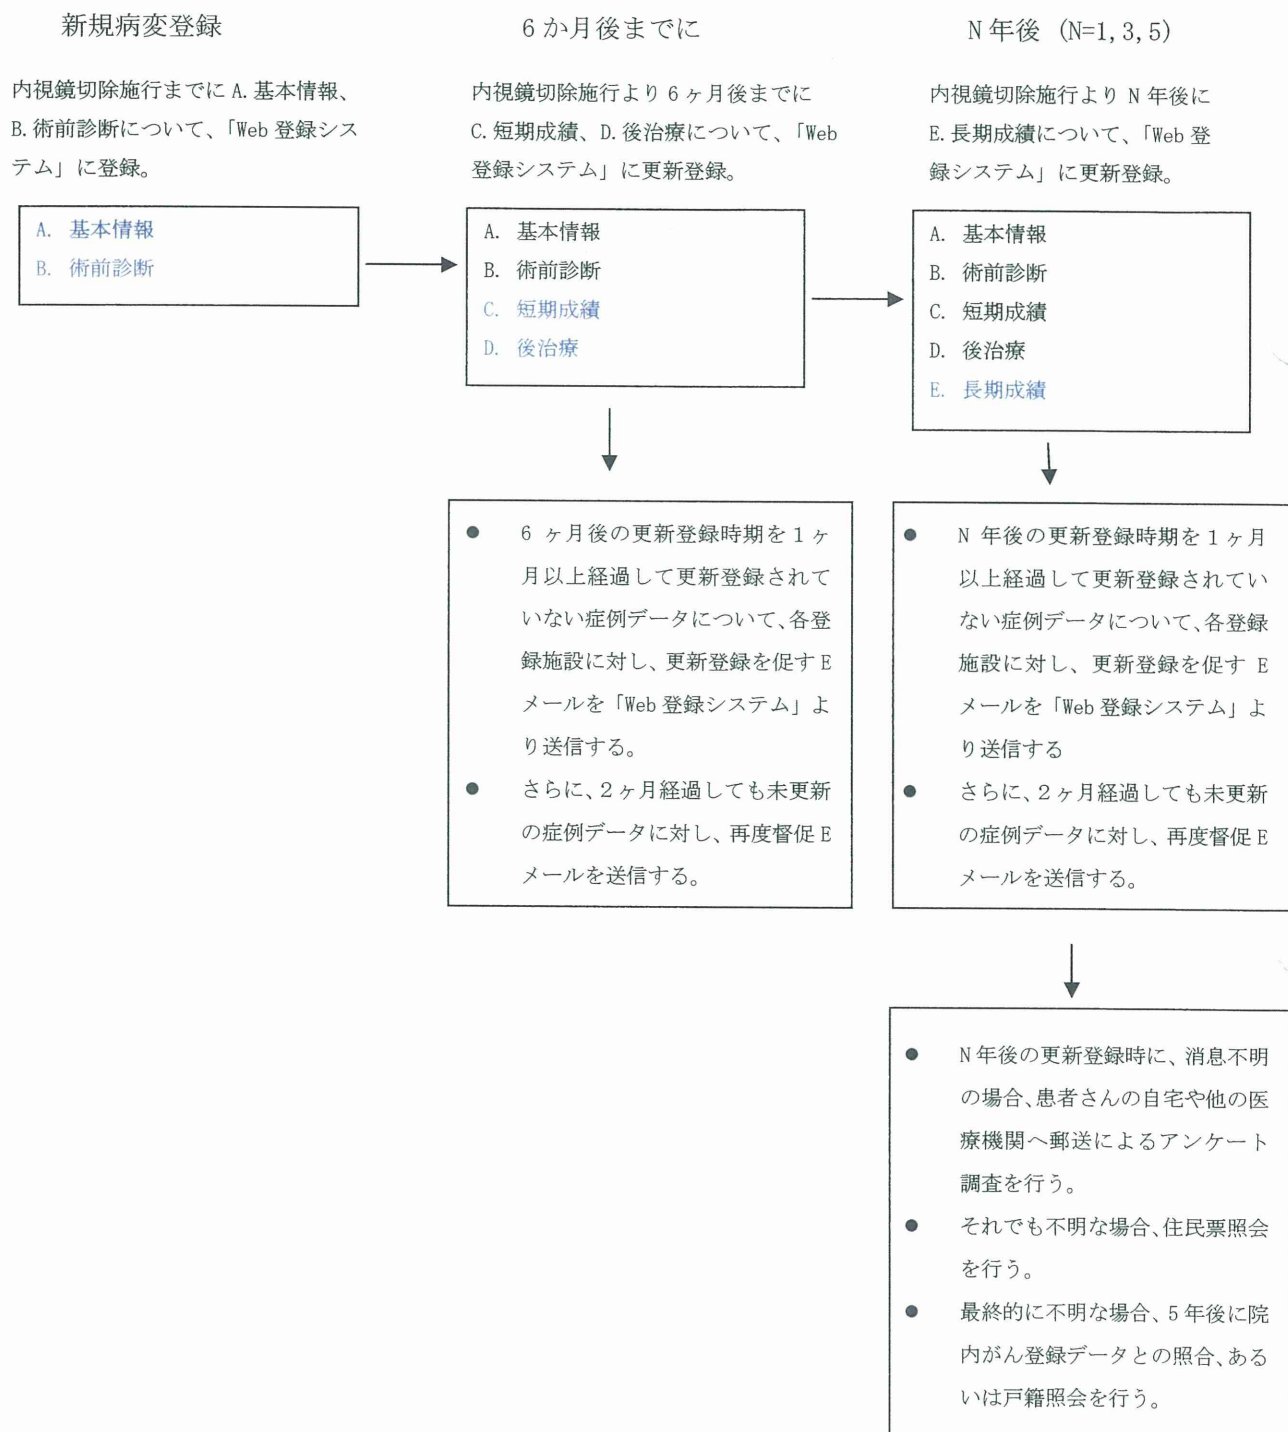 新規病変登録
内視鏡切除施行までに A.基本情報、
B.術前診断について、「Web 登録シス
テム」に登録。
A. 基本情報
B. 術前診断
6か月後までに
内視鏡切除施行より 6 ヶ月後までに
C.短期成績、D.後治療について、「Web
登録システム」に更新登録。
A. 基本情報
B. 術前診断
C. 短期成績
D. 後治療
● 6 ヶ月後の更新登録時期を1ヶ
月以上経過して更新登録されて
いない症例データについて、各登
録施設に対し、更新登録を促す E
メールを「Web 登録システム」よ
り送信する。
● さらに、2ヶ月経過しても未更新
の症例データに対し、再度督促 E
メールを送信する。
N年後 (N=1,3,5)
内視鏡切除施行より N 年後に
E.長期成績について、「Web 登
録システム」に更新登録。
A. 基本情報
B. 術前診断
C. 短期成績
D. 後治療
E. 長期成績
● N 年後の更新登録時期を1ヶ月
以上経過して更新登録されてい
ない症例データについて、各登録
施設に対し、更新登録を促す E
メールを「Web 登録システム」よ
り送信する
● さらに、2ヶ月経過しても未更新
の症例データに対し、再度督促 E
メールを送信する。
● N年後の更新登録時に、消息不明
の場合、患者さんの自宅や他の医
療機関へ郵送によるアンケート
調査を行う。
● それでも不明な場合、住民票照会
を行う。
● 最終的に不明な場合、5年後に院
内がん登録データとの照合、ある
いは戸籍照会を行う。